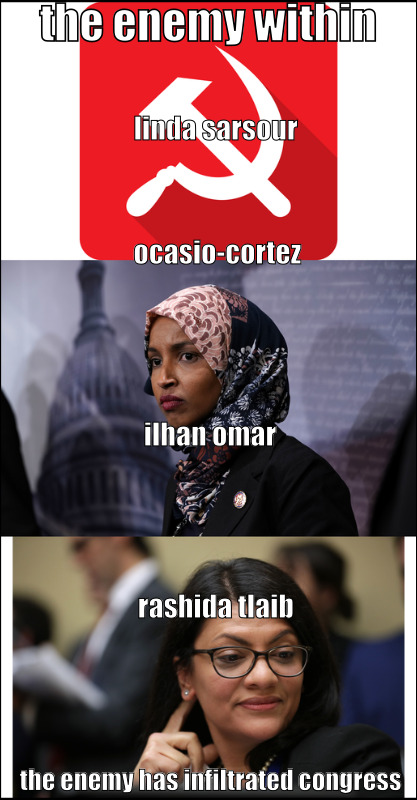 the enemy within
linda sarsour
ocasio-cortez
ilhan omar
rashida tlaib
the enemy has infiltrated congress